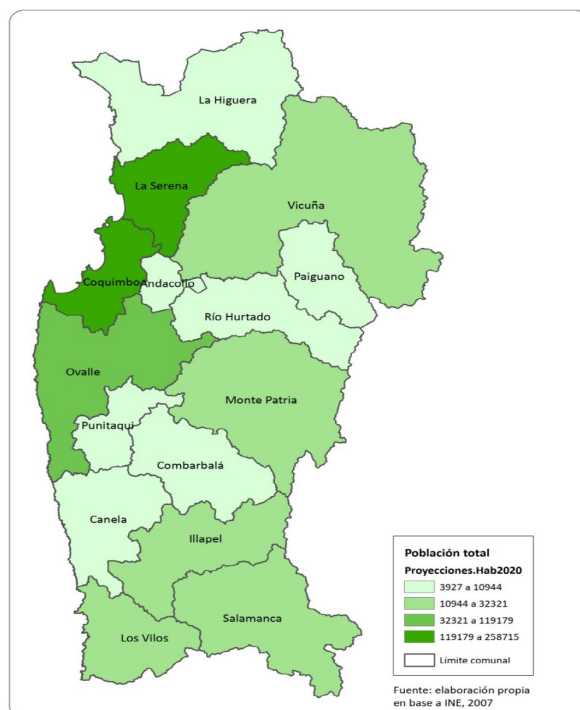 La Higuera
La Serena
Vicuña
Coquimbo
Andacollo
Paiguano
Río Hurtado
Ovalle
Monte Patria
Punitaqui
Combarbalá
Canela
Illapel
Salamanca
Los Vilos
Población total
Proyecciones.Hab2020
3927 a 10944
10944 a 32321
32321 a 119179
119179 a 258715
Límite comunal
Fuente: elaboración propia
en base a INE, 2007